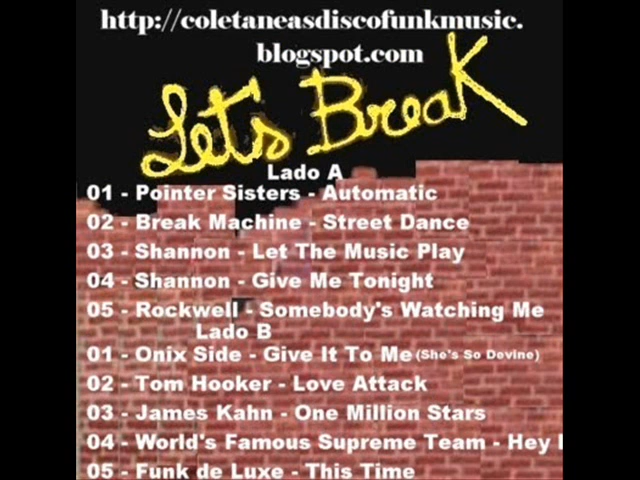 http://coletaneasdiscofunkmusic.
blogspot.com
Let's Break
Lado A
01 - Pointer Sisters - Automatic
02 - Break Machine - Street Dance
03 - Shannon - Let The Music Play
04 - Shannon - Give Me Tonight
05 - Rockwell - Somebody's Watching Me
Lado B
01 - Onix Side - Give It To Me (She's So Devine)
02 - Tom Hooker - Love Attack
03 - James Kahn - One Million Stars
04 - World's Famous Supreme Team - Hey
05 - Funk de Luxe - This Time